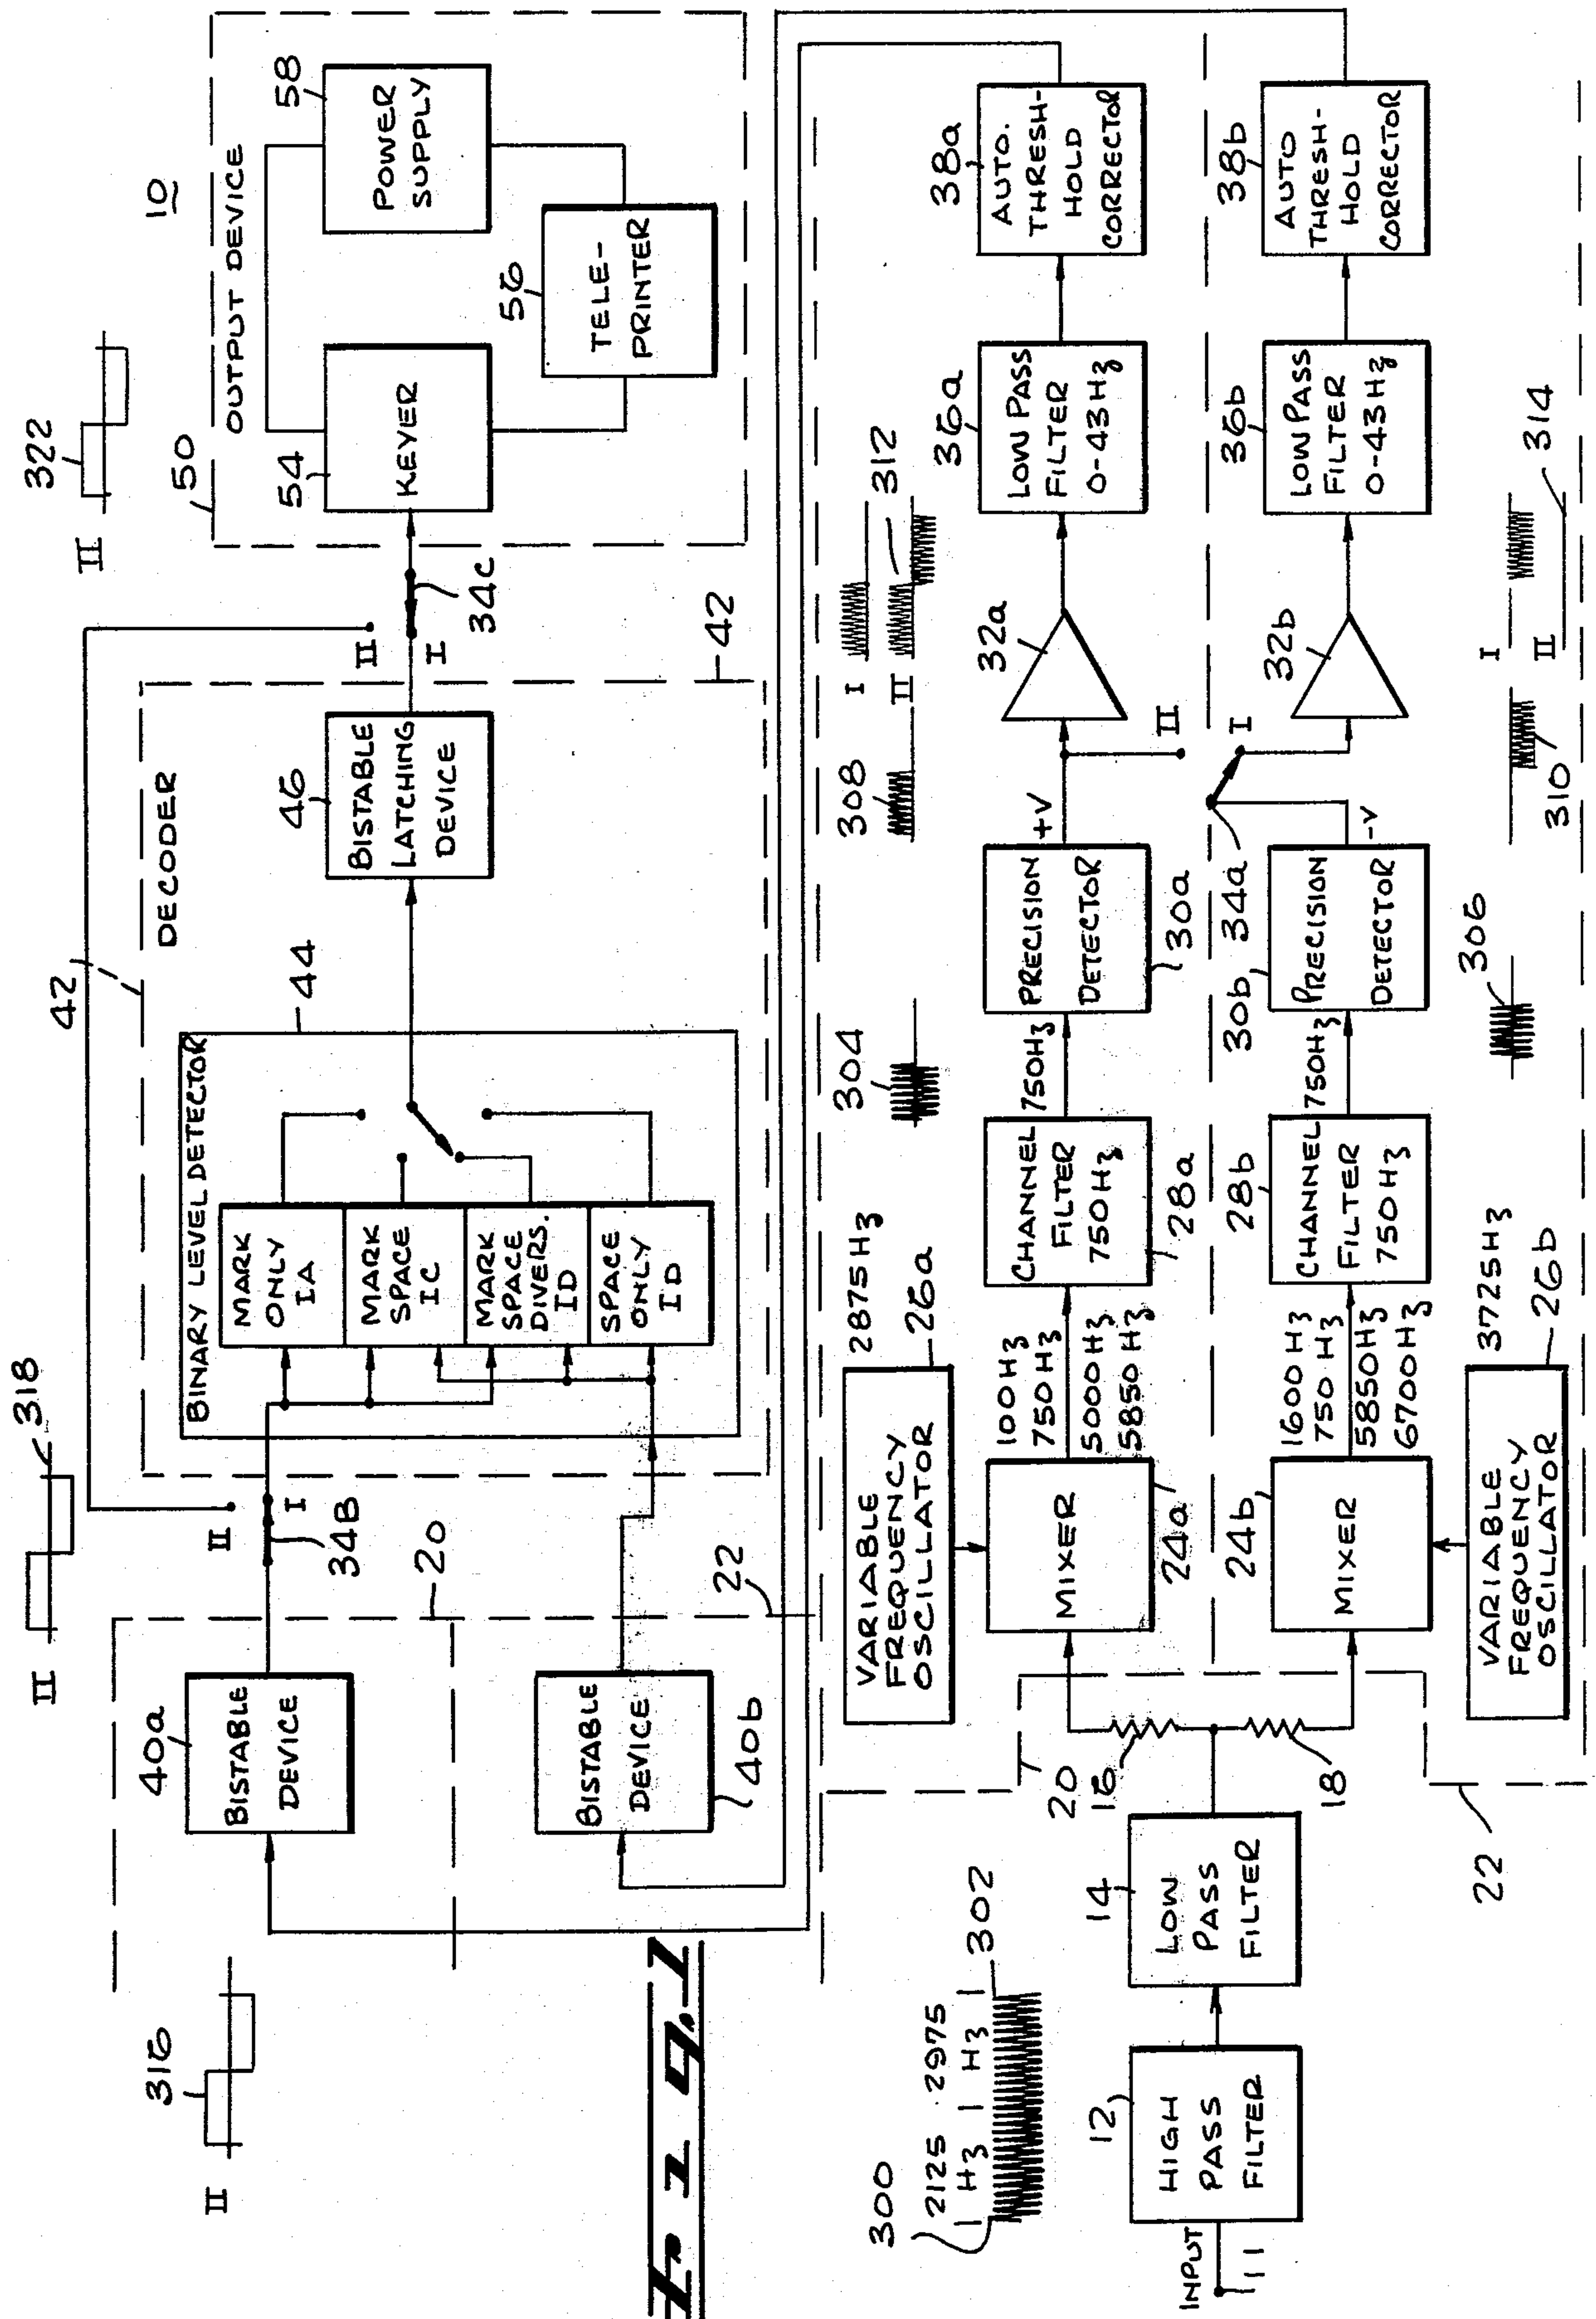 II
316
40a
BISTABLE
DEVICE
BISTABLE
DEVICE
40b
20
22
II
318
II
I
34B
42
DECODER
BINARY LEVEL DETECTOR
44
MARK
ONLY
IA
MARK
SPACE
IC
MARK
SPACE
DIVERS.
ID
SPACE
ONLY
ID
46
BISTABLE
LATCHING
DEVICE
42
II
I
34C
II
322
50
OUTPUT DEVICE
10
54
KEYER
58
POWER
SUPPLY
56
TELE-
PRINTER
300
2125 2975
HZ HZ
302
INPUT
11
12
HIGH
PASS
FILTER
14
LOW
PASS
FILTER
16
18
20
22
VARIABLE
FREQUENCY
OSCILLATOR
2875HZ
26a
MIXER
24a
100HZ
750HZ
5000HZ
5850HZ
CHANNEL
FILTER
750HZ
28a
750HZ
304
PRECISION
DETECTOR
30a
+V
308
I
II
312
II
32a
36a
LOW PASS
FILTER
0-43HZ
38a
AUTO.
THRESH-
HOLD
CORRECTOR
24b
MIXER
VARIABLE
FREQUENCY
OSCILLATOR
3725HZ
26b
1600HZ
750HZ
5850HZ
6700HZ
28b
CHANNEL
FILTER
750HZ
750HZ
306
30b
PRECISION
DETECTOR
-V
34a
I
310
I
II
314
32b
36b
LOW PASS
FILTER
0-43HZ
38b
AUTO
THRESH-
HOLD
CORRECTOR